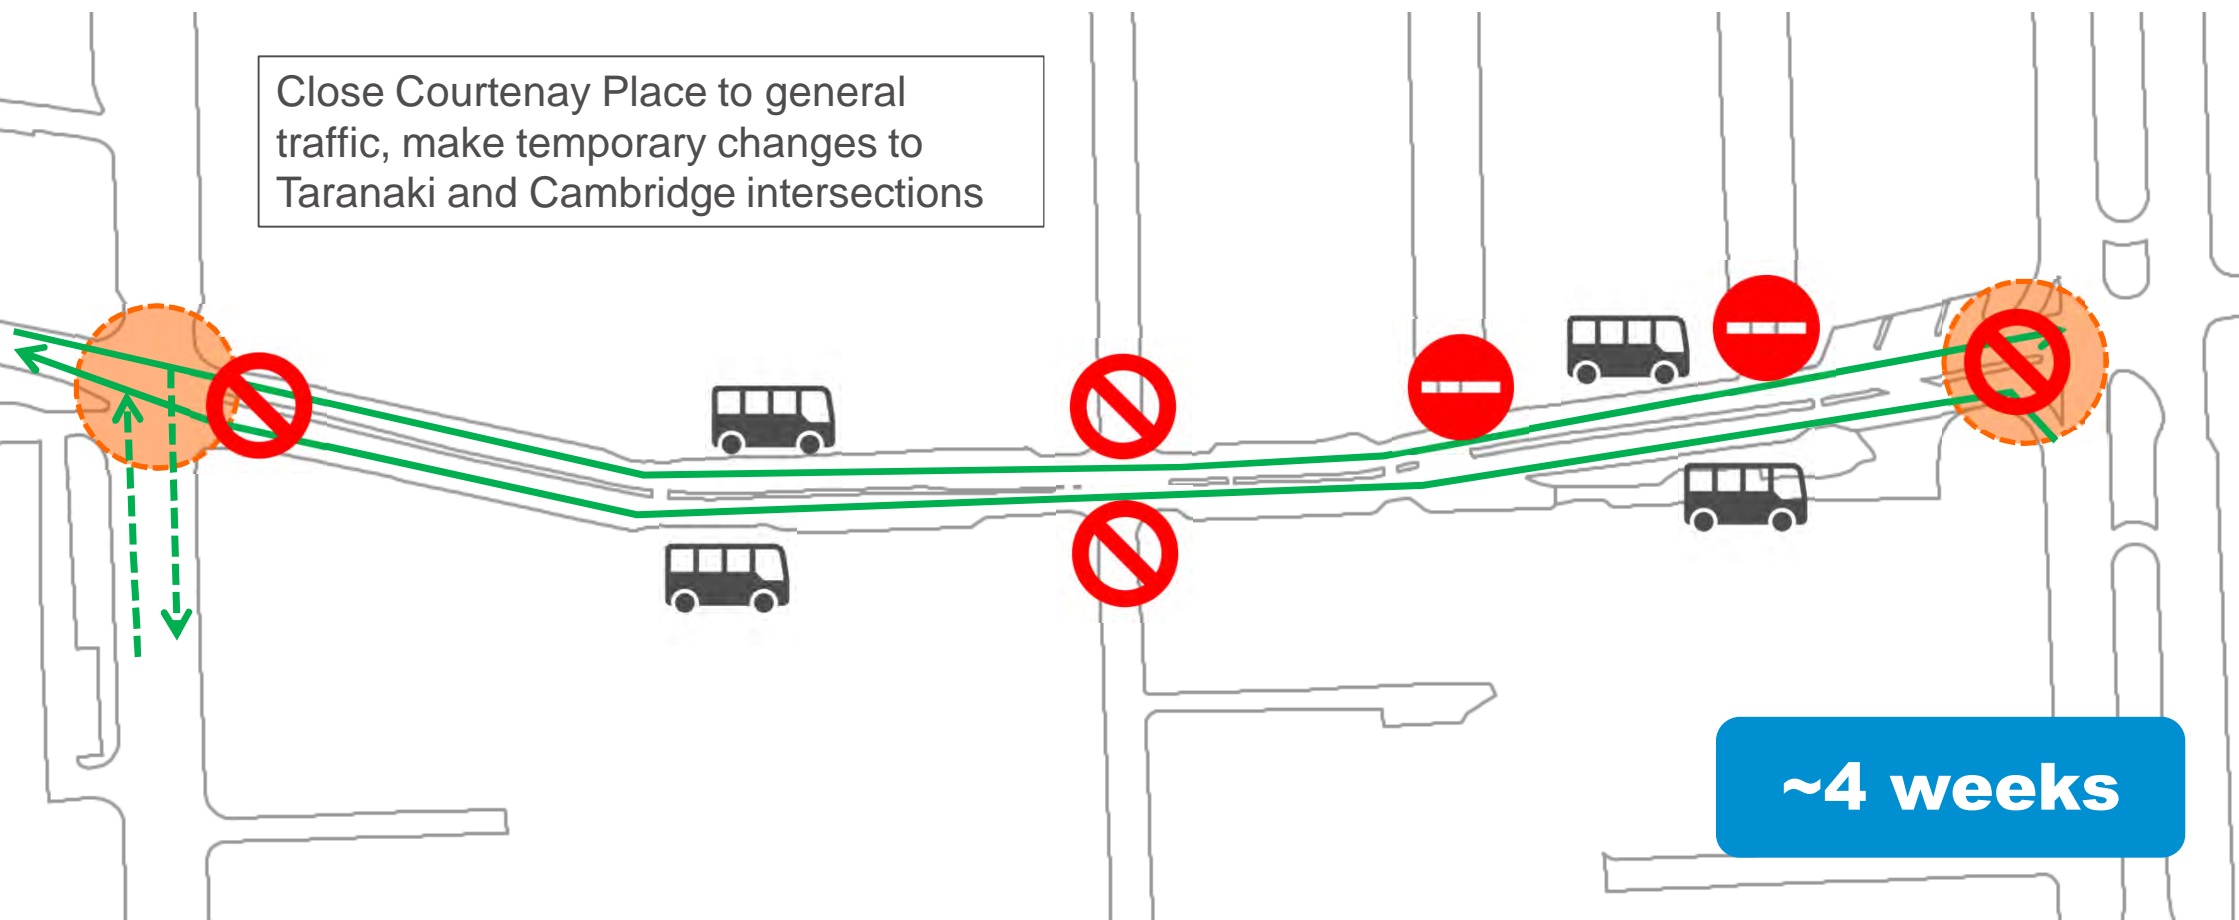 Close Courtenay Place to general
traffic, make temporary changes to
Taranaki and Cambridge intersections
~4 weeks